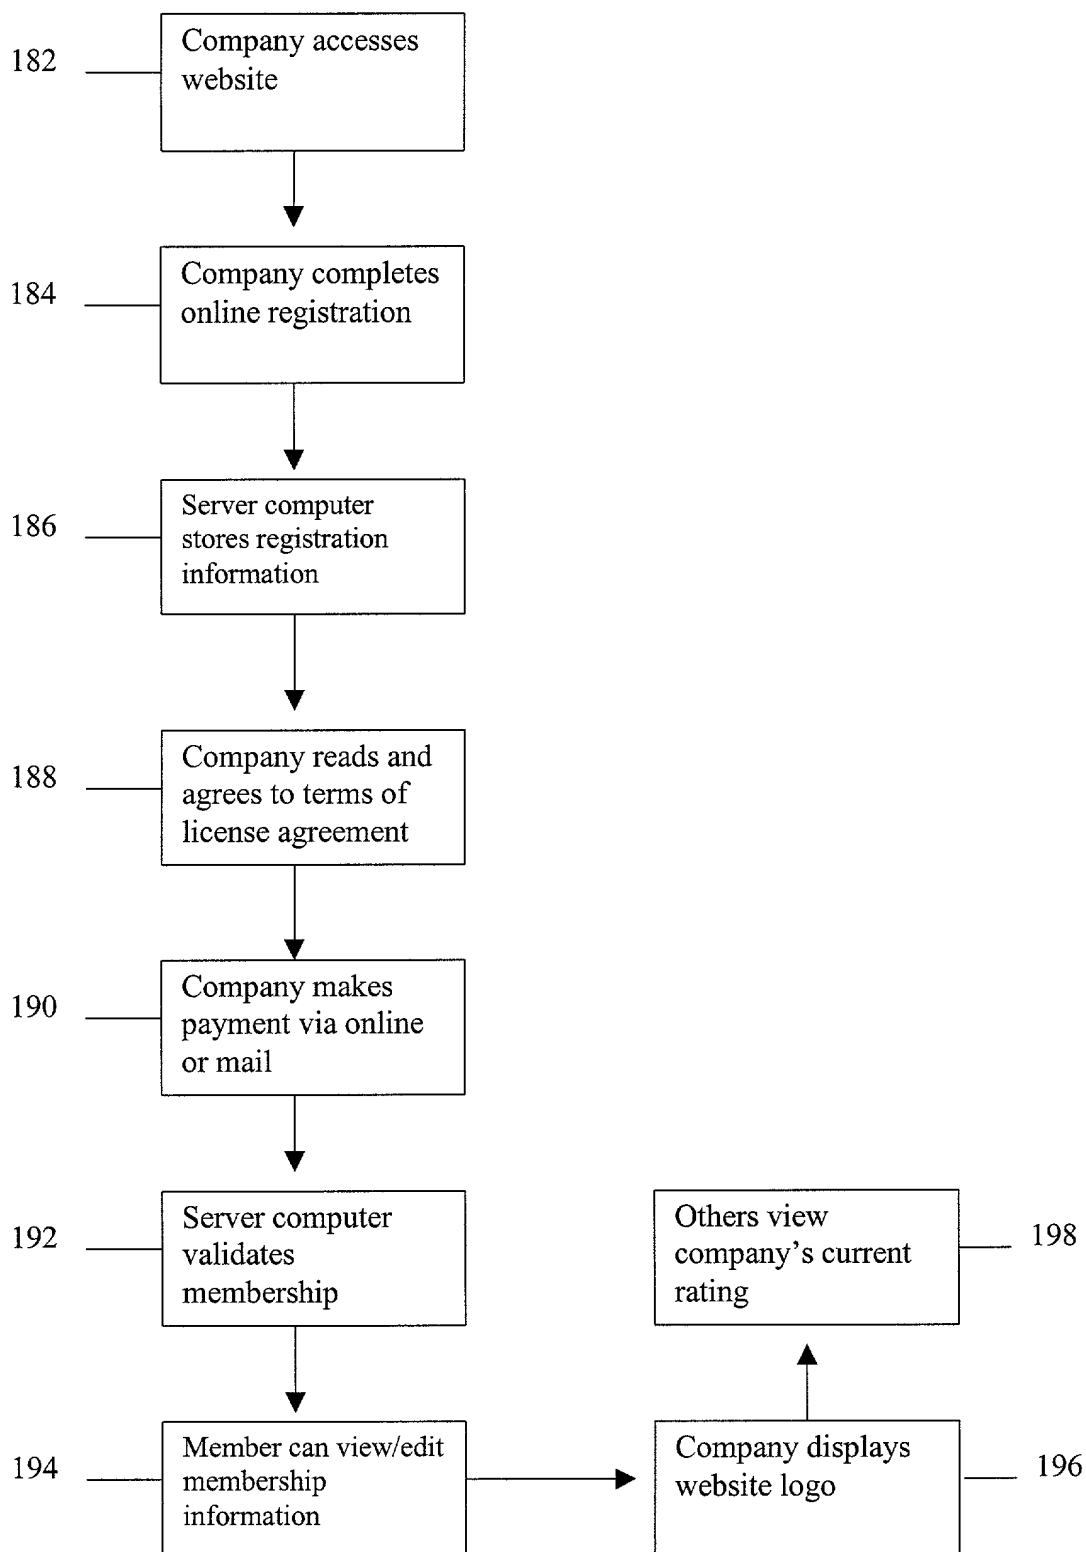 182
Company accesses
website
184
Company completes
online registration
186
Server computer
stores registration
information
188
Company reads and
agrees to terms of
license agreement
190
Company makes
payment via online
or mail
192
Server computer
validates
membership
194
Member can view/edit
membership
information
Company displays
website logo
196
Others view
company’s current
rating
198